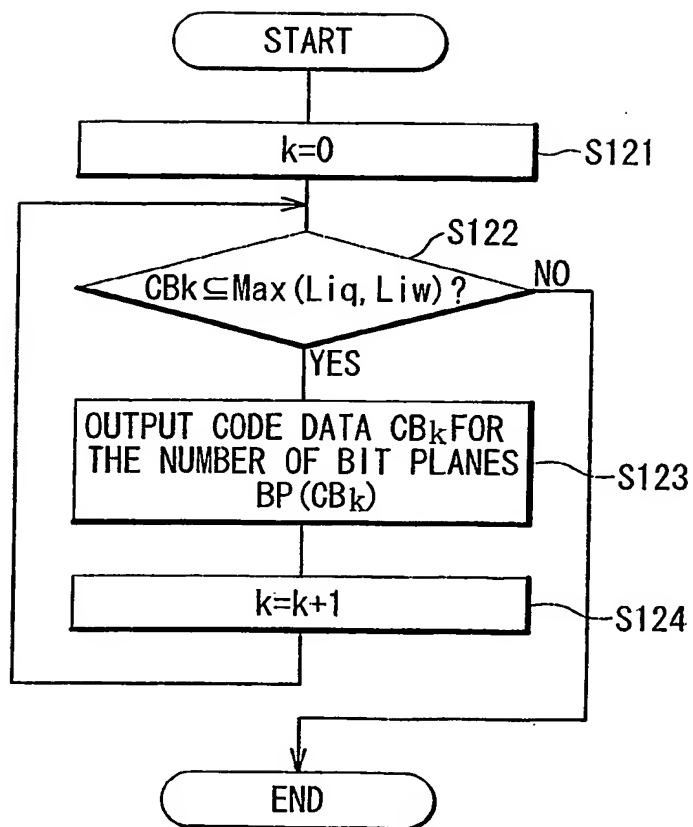 START
k=0
S121
S122
CBk⊆Max(Liq,Liw)?
NO
YES
OUTPUT CODE DATA CBk FOR
THE NUMBER OF BIT PLANES
BP(CBk)
S123
k=k+1
S124
END